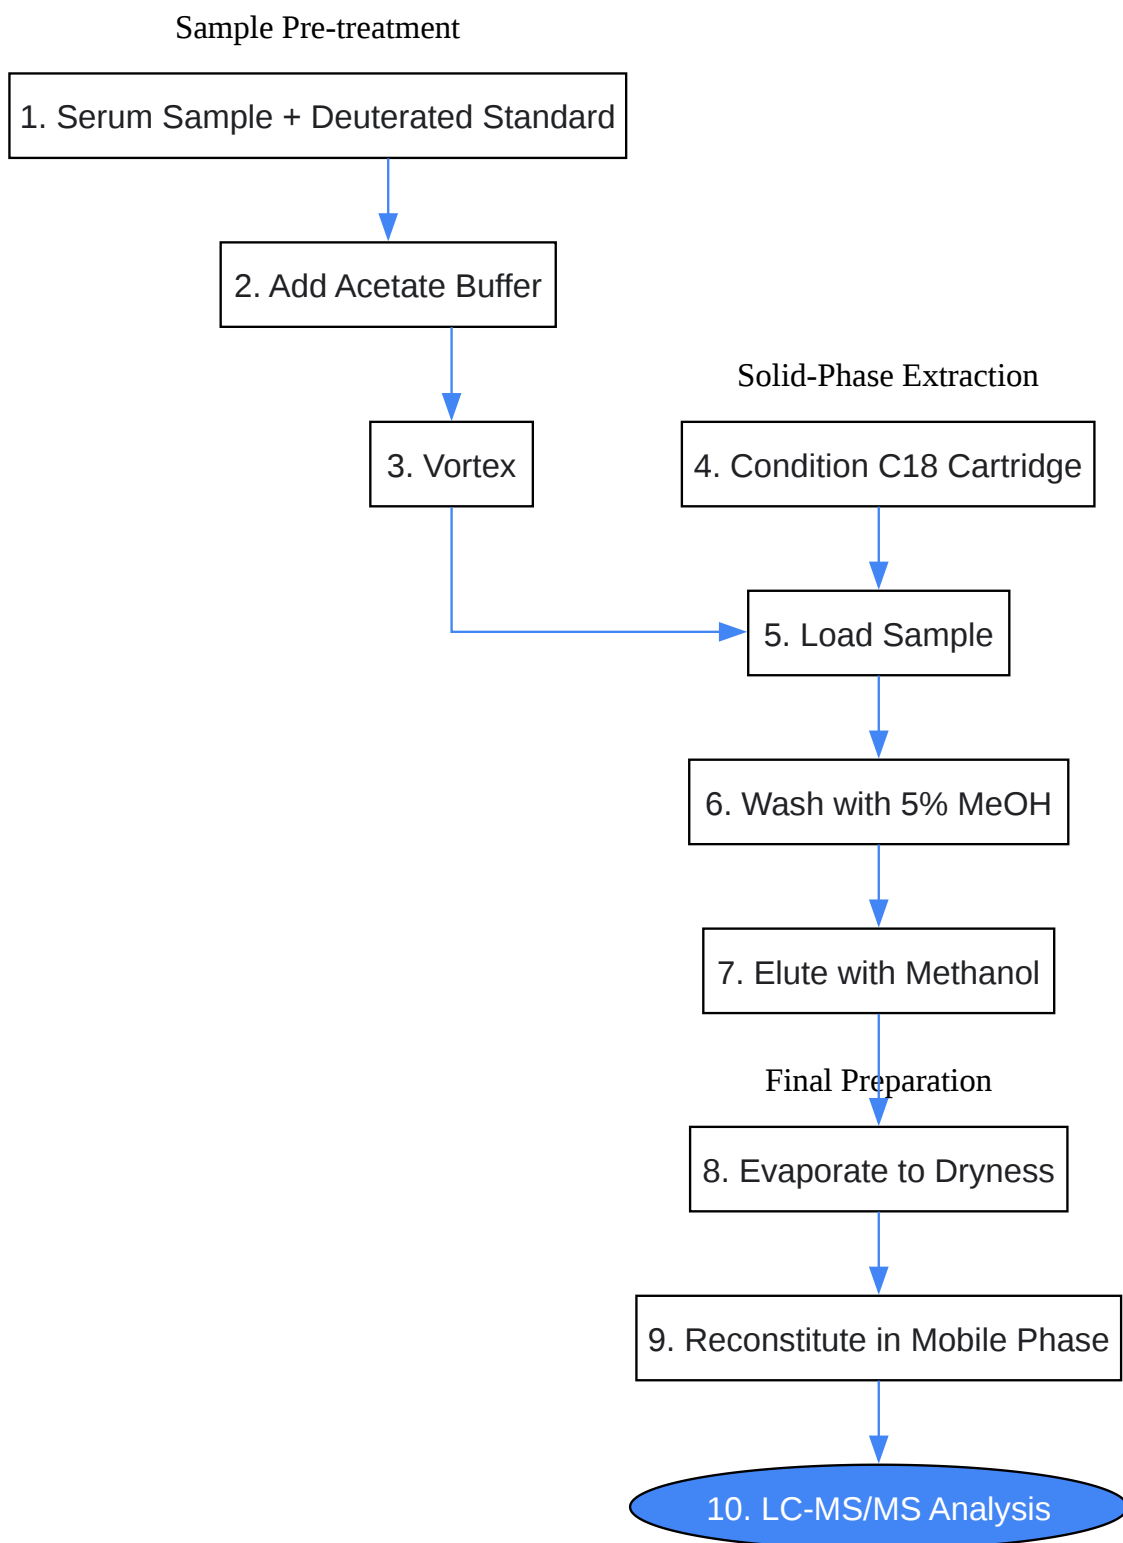 Sample Pre-treatment
1. Serum Sample + Deuterated Standard
2. Add Acetate Buffer
3. Vortex
Solid-Phase Extraction
4. Condition C18 Cartridge
5. Load Sample
6. Wash with 5% MeOH
7. Elute with Methanol
Final Preparation
8. Evaporate to Dryness
9. Reconstitute in Mobile Phase
10. LC-MS/MS Analysis